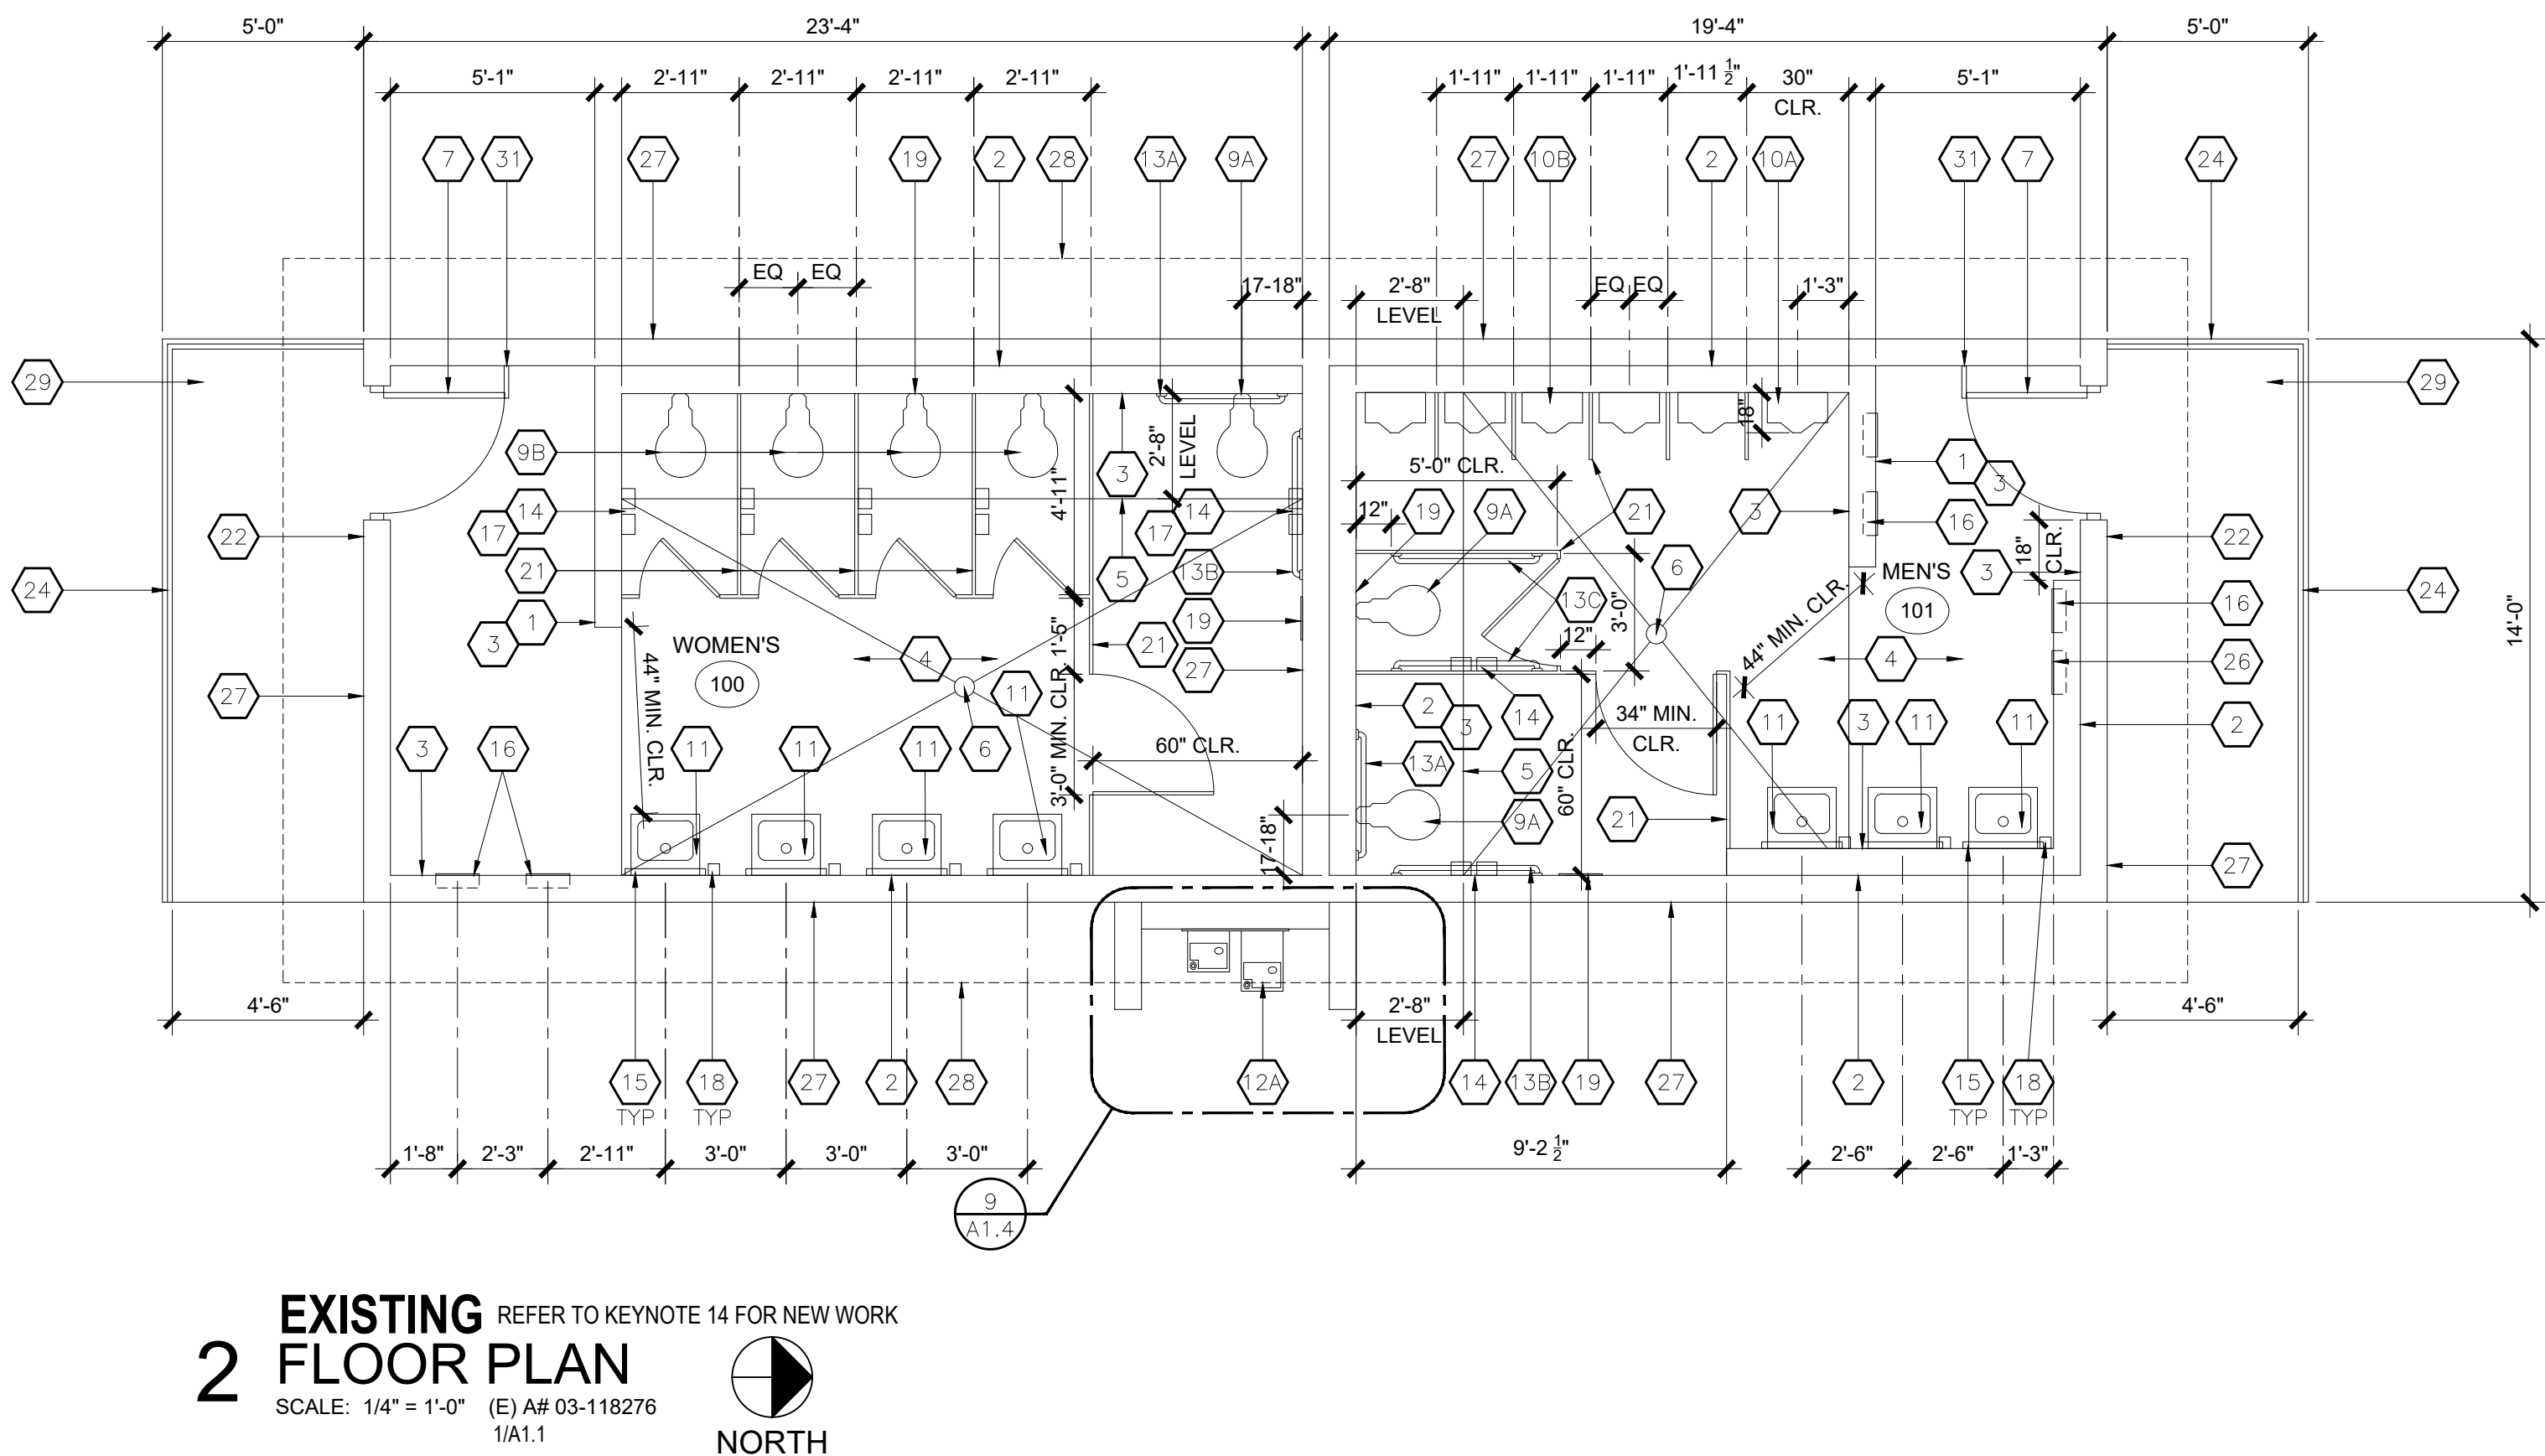 5'-0" 23'-4" 19'-4" 5'-0"
5'-1" 2'-11" 2'-11" 2'-11" 2'-11" 1'-11" 1'-11" 1'-11" 1'-11 1/2" 30" 5'-1"
CLR.
7 31 27 19 2 28 13A 9A 27 10B 2 10A 31 7 24
EQ EQ 17-18" 2'-8" EQ EQ 1'-3"
LEVEL
29 29
18"
9B 3 2'-8" LEVEL 5'-0" CLR. 1 3
4'-11"
14 17 14 17 12" 19 9A 21 3 16
22 22
18" CLR.
21 5 13B 6 MEN'S 3
24 13C 101 16 24
14'-0"
1 3 19 3'-0"
WOMEN'S 4 21 12" 44" MIN. CLR.
100 1'-5" 27 4 26
27 44" MIN. CLR. 11 2 3 14 34" MIN. 11 3 11 11 2
CLR.
3 16 11 11 11 6 3'-0" MIN. CLR. 60" CLR. 13A 5 60" CLR.
17-18" 9A 21
27
4'-6" 2'-8" 4'-6"
LEVEL
15 18 27 2 28 12A 14 13B 19 27 2 15 18
TYP TYP TYP TYP
1'-8" 2'-3" 2'-11" 3'-0" 3'-0" 3'-0" 9'-2 1/2" 2'-6" 2'-6" 1'-3"
9
A1.4
EXISTING REFER TO KEYNOTE 14 FOR NEW WORK
2 FLOOR PLAN
SCALE: 1/4" = 1'-0" (E) A# 03-118276
1/A1.1
NORTH